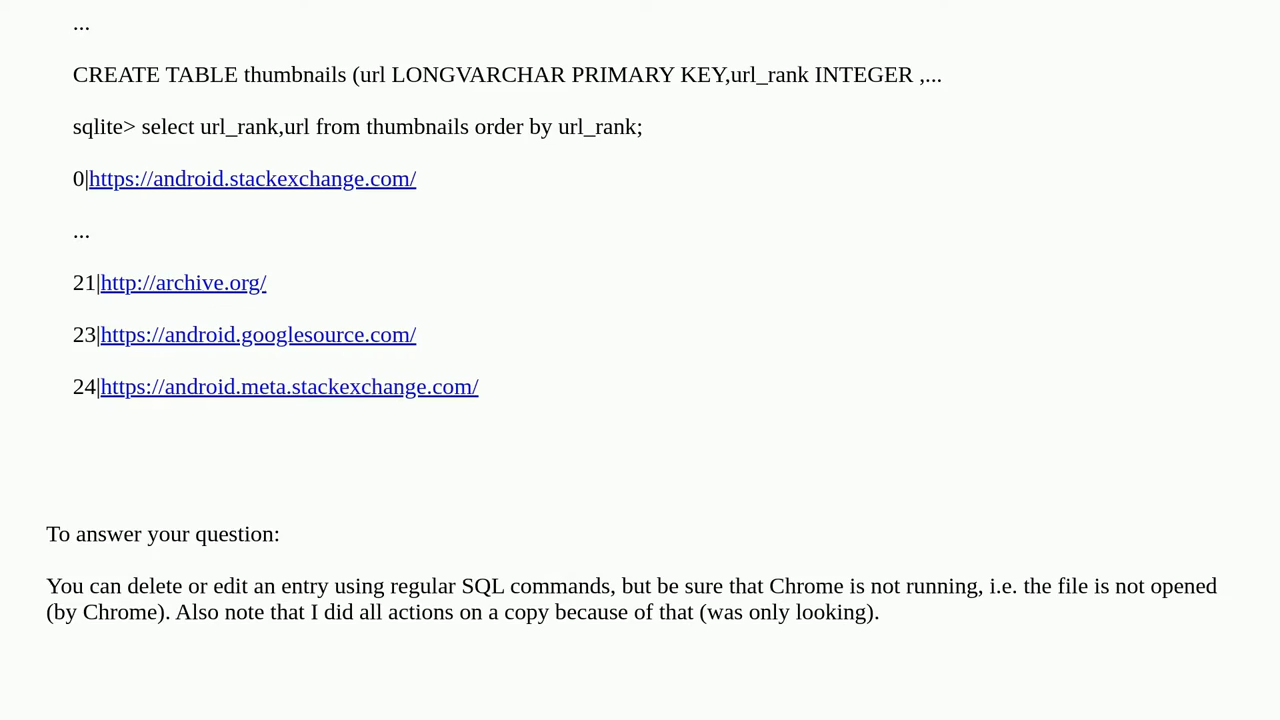 ...
CREATE TABLE thumbnails (url LONGVARCHAR PRIMARY KEY,url_rank INTEGER ,...
sqlite> select url_rank,url from thumbnails order by url_rank;
0|https://android.stackexchange.com/
...
21|http://archive.org/
23|https://android.googlesource.com/
24|https://android.meta.stackexchange.com/
To answer your question:
You can delete or edit an entry using regular SQL commands, but be sure that Chrome is not running, i.e. the file is not opened
(by Chrome). Also note that I did all actions on a copy because of that (was only looking).